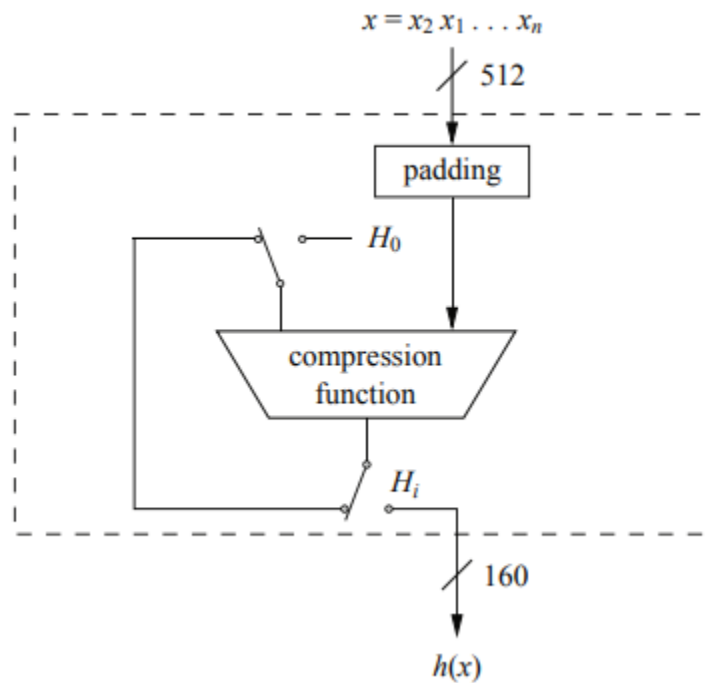 x = x2 x1 . . . xn
512
padding
H0
compression
function
Hi
160
h(x)